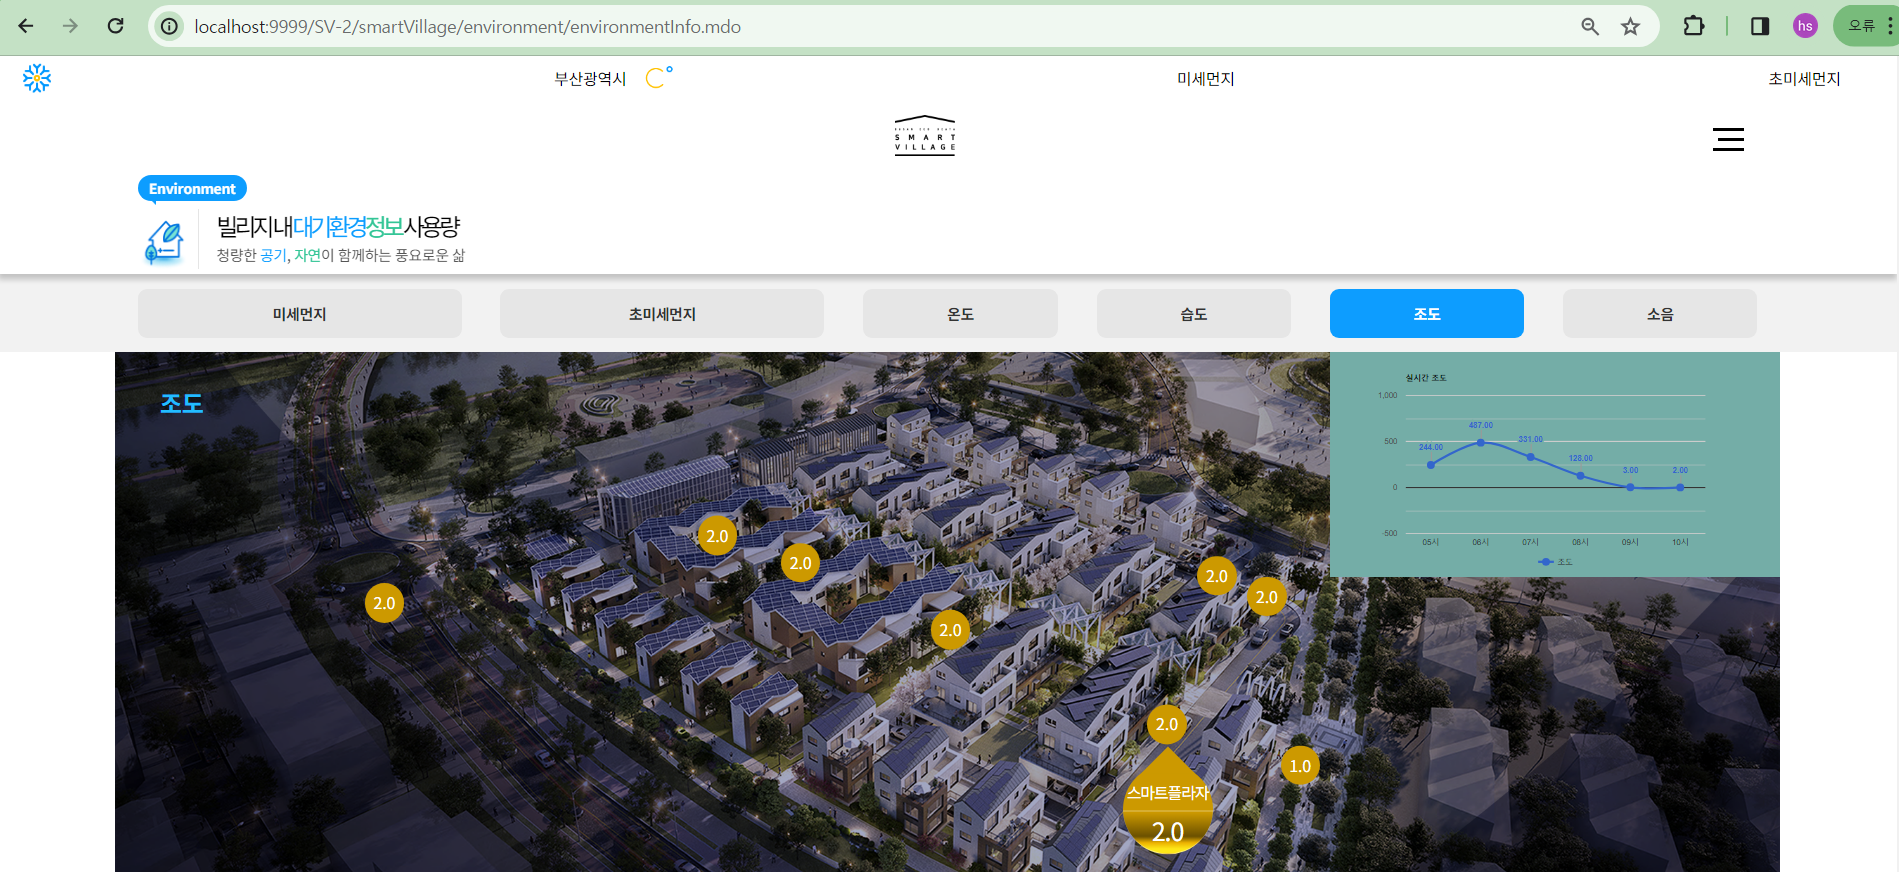 localhost:9999/SV-2/smartVillage/environment/environmentInfo.mdo
hs
오류
부산광역시
미세먼지
초미세먼지
SMART
VILLAGE
Environment
빌리지 내 대기환경정보 사용량
청량한 공기, 자연이 함께하는 풍요로운 삶
미세먼지
초미세먼지
온도
습도
조도
소음
조도
실시간 조도
1,000
500
0
-500
244.00
487.00
331.00
128.00
3.00
2.00
05시
06시
07시
08시
09시
10시
조도
2.0
2.0
2.0
2.0
2.0
2.0
2.0
1.0
스마트플라자
2.0